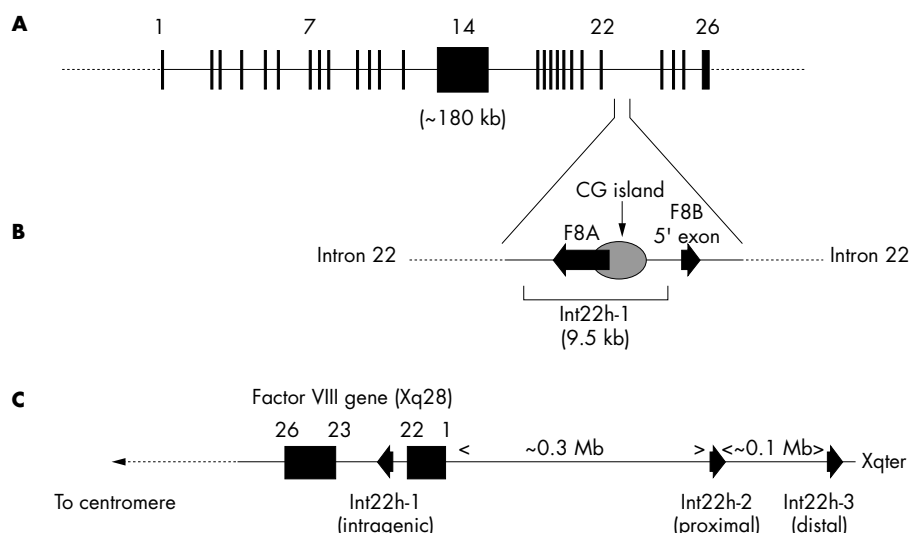 A
1 7 14 22 26
(~180 kb)
CG island
B
F8A
F8B
5' exon
Intron 22
Intron 22
Int22h-1
(9.5 kb)
C
Factor VIII gene (Xq28)
26 23 22 1
< ~0.3 Mb > <~0.1 Mb>
Xqter
To centromere
Int22h-1
(intragenic)
Int22h-2
(proximal)
Int22h-3
(distal)